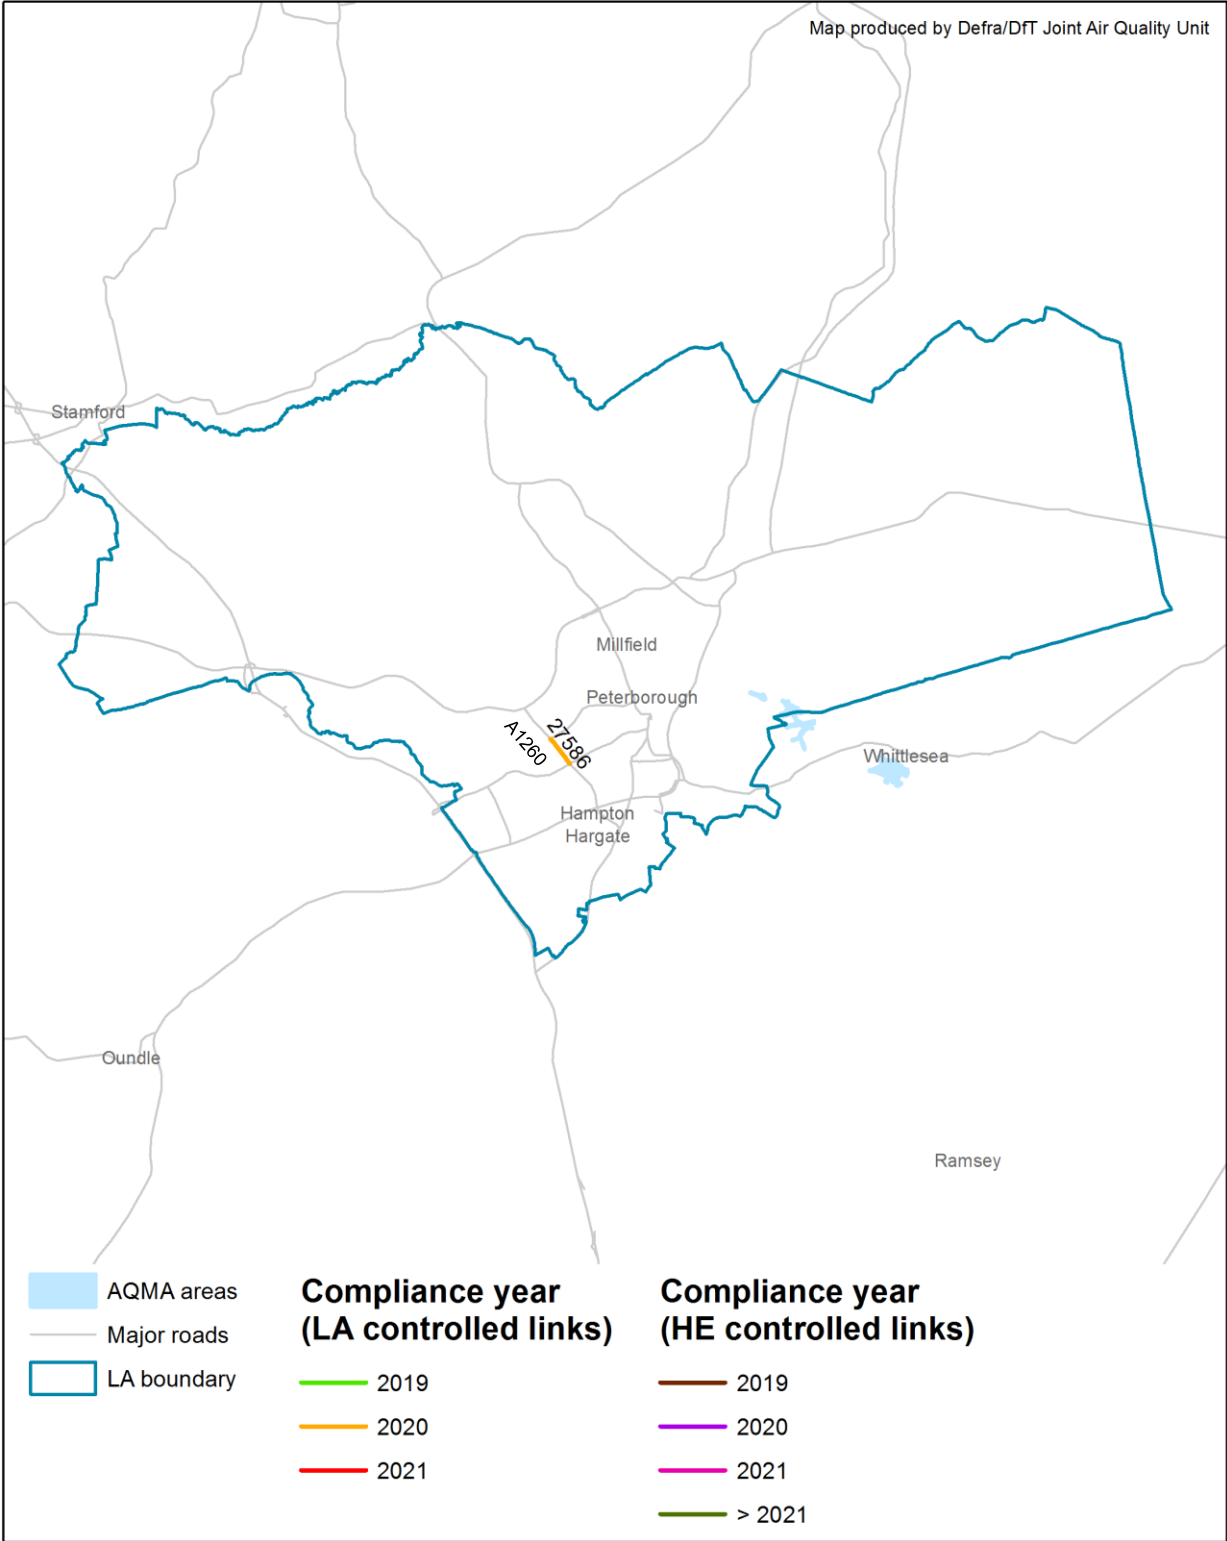 Map produced by Defra/DfT Joint Air Quality Unit
Stamford
Millfield
Peterborough
27586
A1260
Whittlesea
Hampton
Hargate
Oundle
Ramsey
AQMA areas
Major roads
LA boundary
Compliance year
(LA controlled links)
2019
2020
2021
Compliance year
(HE controlled links)
2019
2020
2021
> 2021